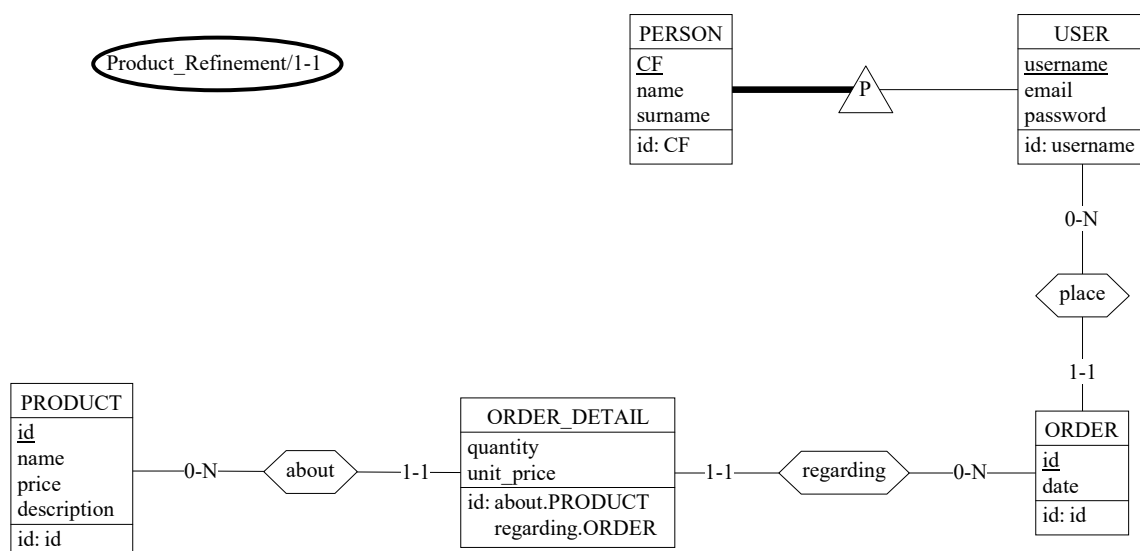 Product_Refinement/1-1
PERSON
CF
name
surname
id: CF
P
USER
username
email
password
id: username
0-N
place
1-1
PRODUCT
id
name
price
description
id: id
0-N
about
1-1
ORDER_DETAIL
quantity
unit_price
id: about.PRODUCT
regarding.ORDER
1-1
regarding
0-N
ORDER
id
date
id: id